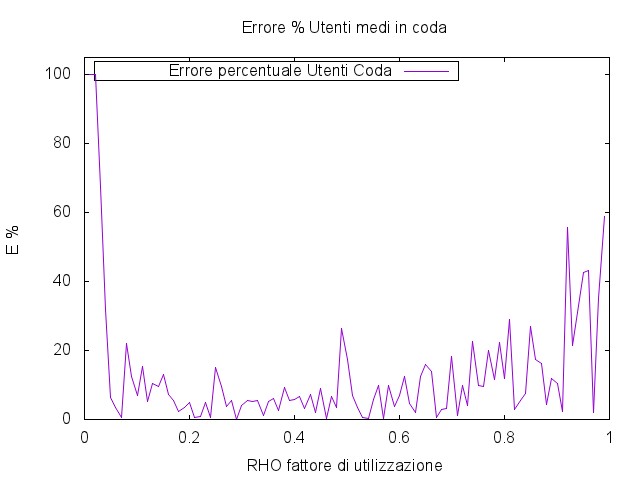 Errore % Utenti medi in coda
100
Errore percentuale Utenti Coda
80
60
E %
40
20
0
0 0.2 0.4 0.6 0.8 1
RHO fattore di utilizzazione